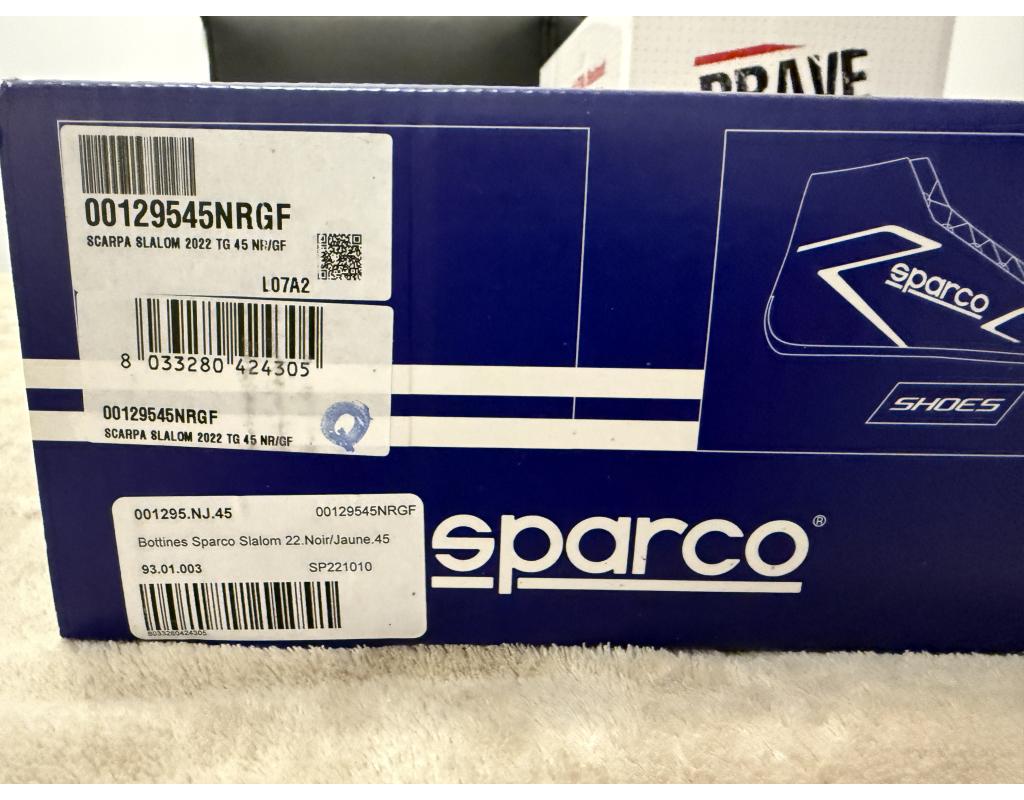 BRAVE
00129545NRGF
SCARPA SLALOM 2022 TG 45 NR/GF
L07A2
8 033280 424305
00129545NRGF
SCARPA SLALOM 2022 TG 45 NR/GF
sparco
SHOES
001295.NJ.45 00129545NRGF
Bottines Sparco Slalom 22.Noir/Jaune.45
93.01.003 SP221010
8033280424305
sparco®